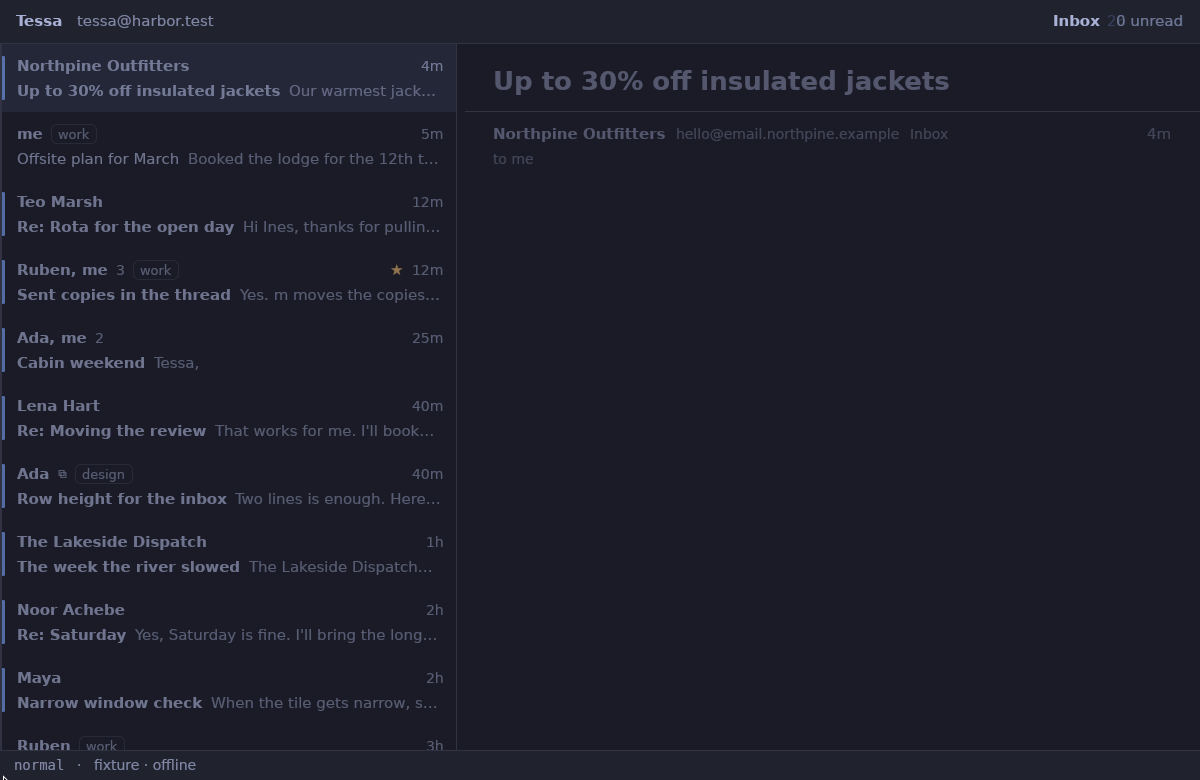 Tessa tessa@harbor.test Inbox 20 unread
Northpine Outfitters 4m
Up to 30% off insulated jackets Our warmest jack…
me work 5m
Offsite plan for March Booked the lodge for the 12th t…
Teo Marsh 12m
Re: Rota for the open day Hi Ines, thanks for pullin…
Ruben, me 3 work ★ 12m
Sent copies in the thread Yes. m moves the copies…
Ada, me 2 25m
Cabin weekend Tessa,
Lena Hart 40m
Re: Moving the review That works for me. I'll book…
Ada design 40m
Row height for the inbox Two lines is enough. Here…
The Lakeside Dispatch 1h
The week the river slowed The Lakeside Dispatch…
Noor Achebe 2h
Re: Saturday Yes, Saturday is fine. I'll bring the long…
Maya 2h
Narrow window check When the tile gets narrow, s…
Ruben work 3h
Up to 30% off insulated jackets
Northpine Outfitters hello@email.northpine.example Inbox 4m
to me
normal · fixture · offline